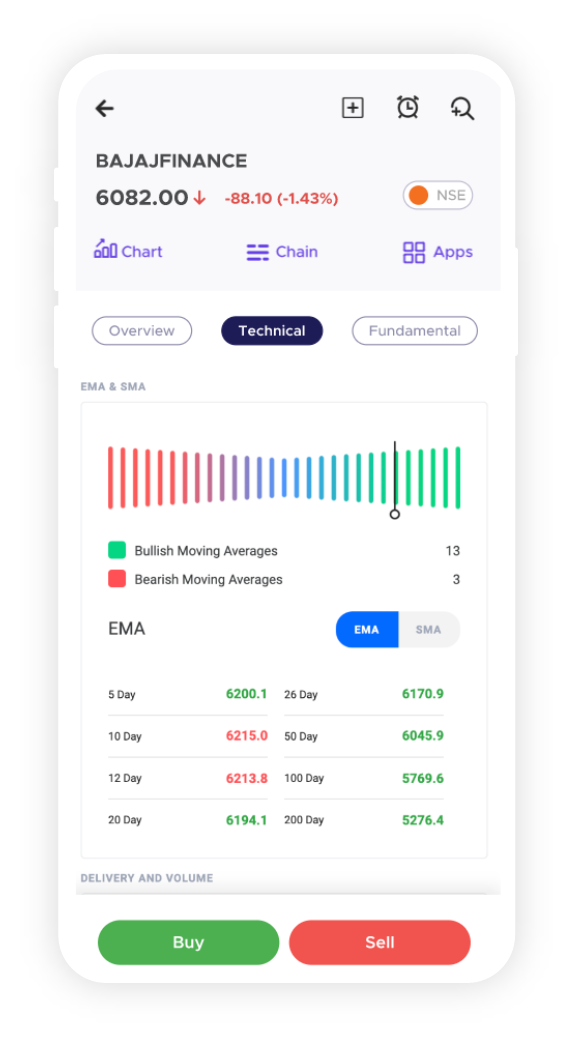 BAJAJFINANCE
6082.00 -88.10 (-1.43%) NSE
Chart Chain Apps
Overview Technical Fundamental
EMA & SMA
Bullish Moving Averages 13
Bearish Moving Averages 3
EMA EMA SMA
5 Day 6200.1 26 Day 6170.9
10 Day 6215.0 50 Day 6045.9
12 Day 6213.8 100 Day 5769.6
20 Day 6194.1 200 Day 5276.4
DELIVERY AND VOLUME
Buy Sell